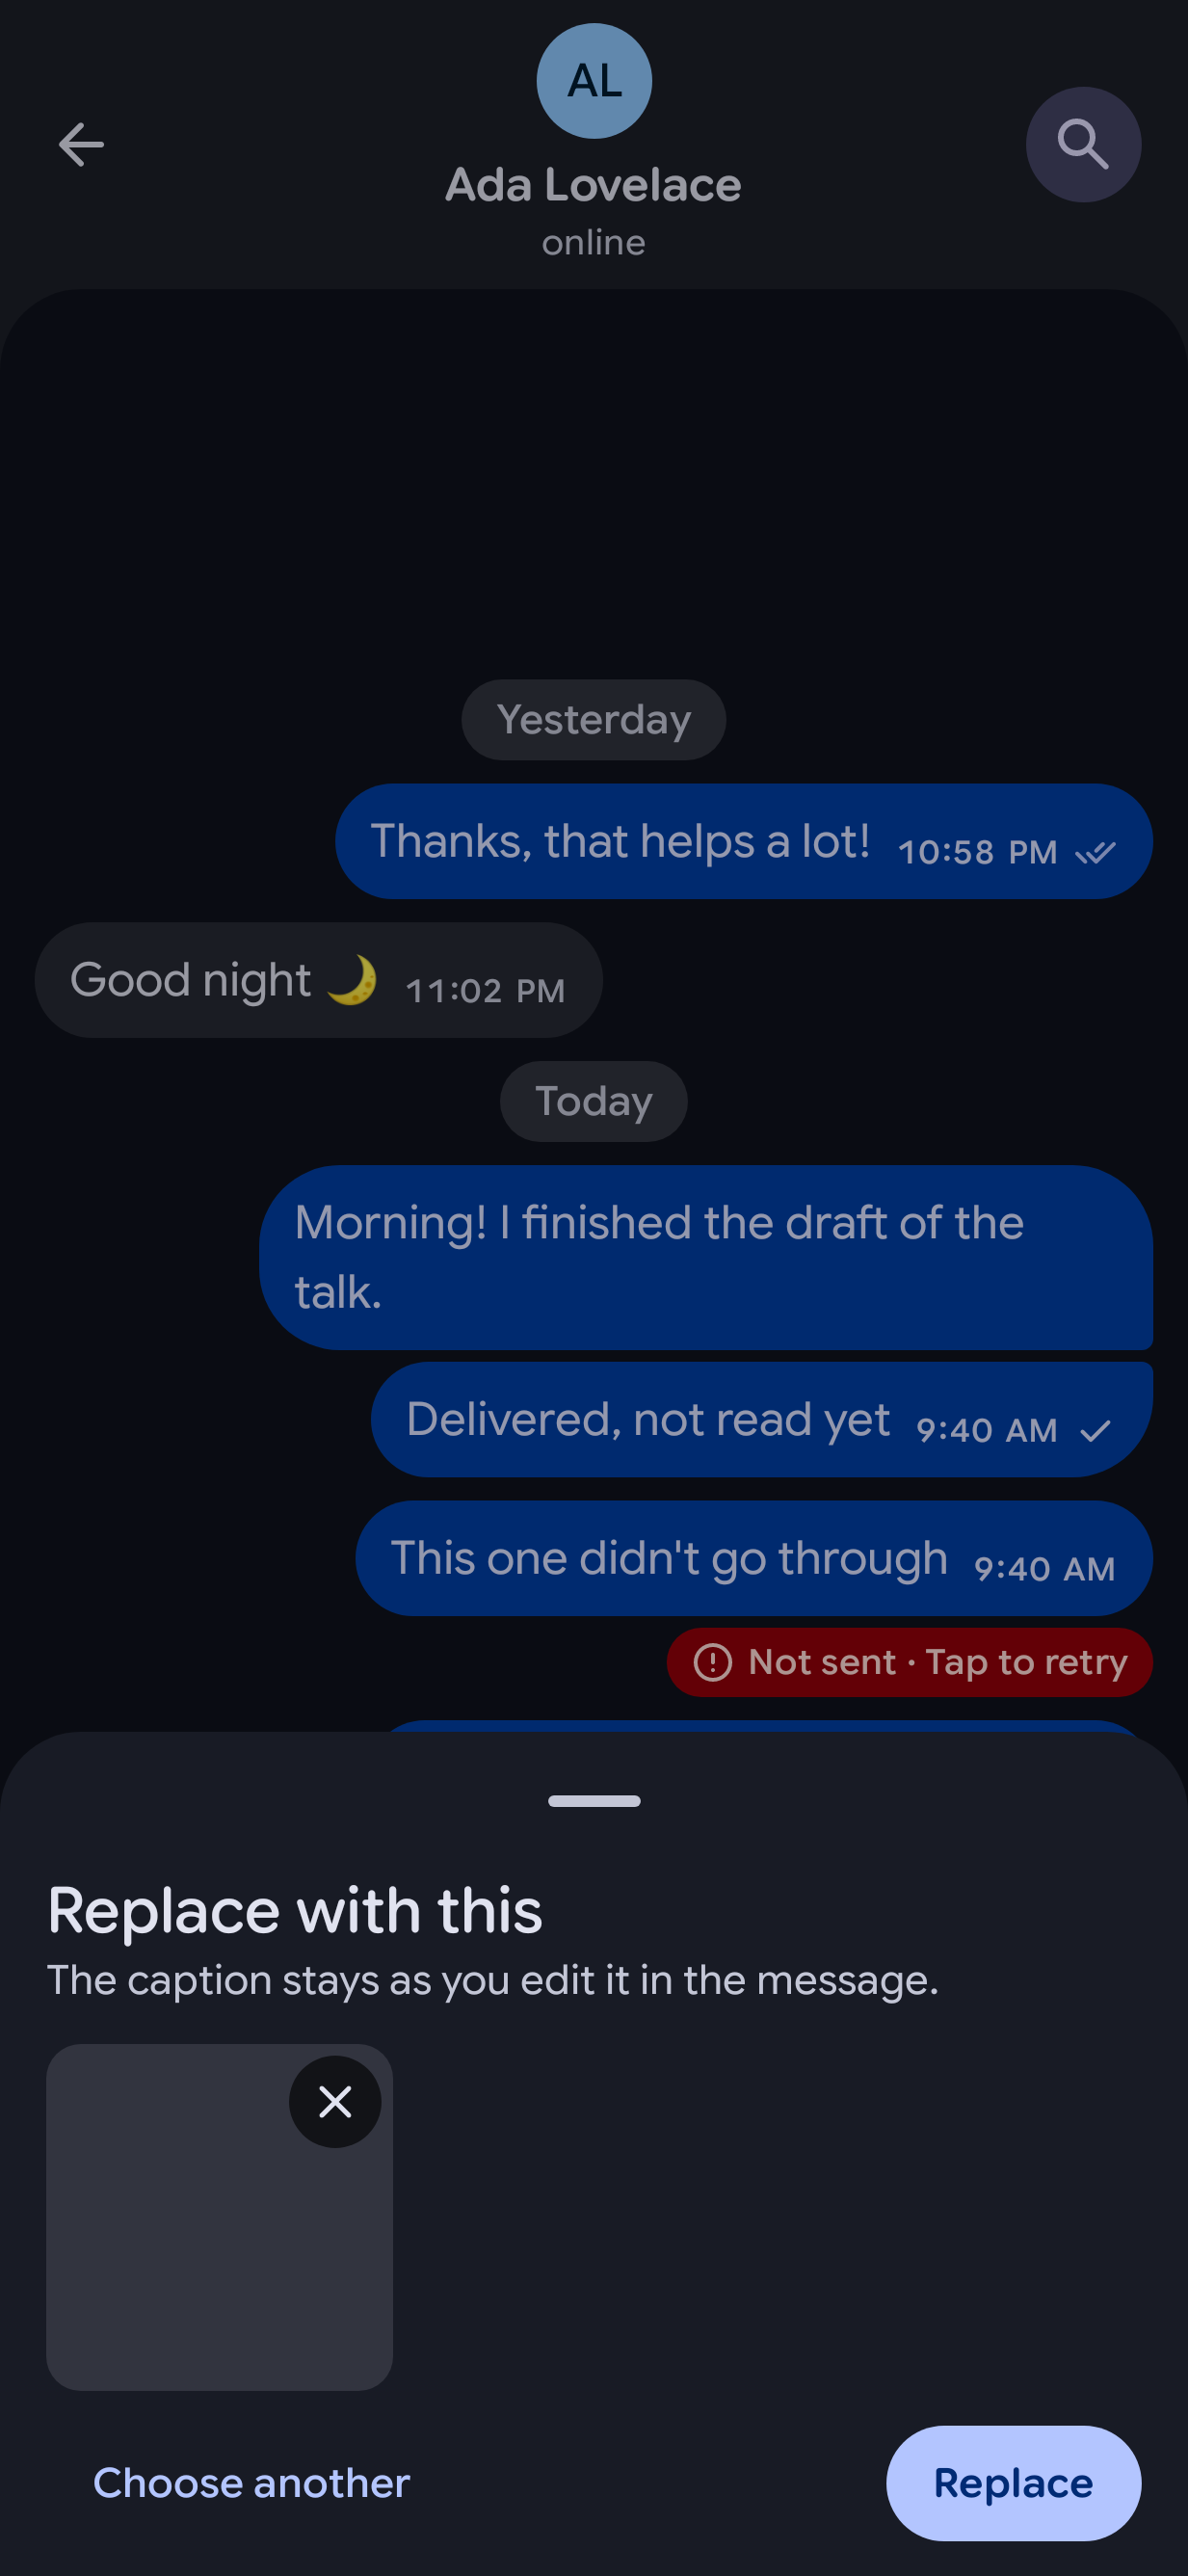 AL
Ada Lovelace
online
Yesterday
Thanks, that helps a lot! 10:58 PM
Good night 🌙 11:02 PM
Today
Morning! I finished the draft of the
talk.
Delivered, not read yet 9:40 AM
This one didn't go through 9:40 AM
Not sent · Tap to retry
Replace with this
The caption stays as you edit it in the message.
Choose another
Replace